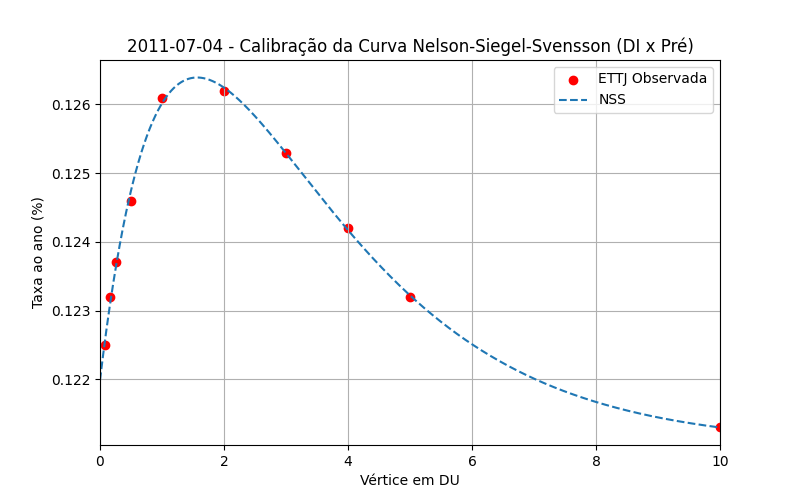 2011-07-04 - Calibração da Curva Nelson-Siegel-Svensson (DI x Pré)
ETTJ Observada
NSS
Taxa ao ano (%)
0.126
0.125
0.124
0.123
0.122
0 2 4 6 8 10
Vértice em DU